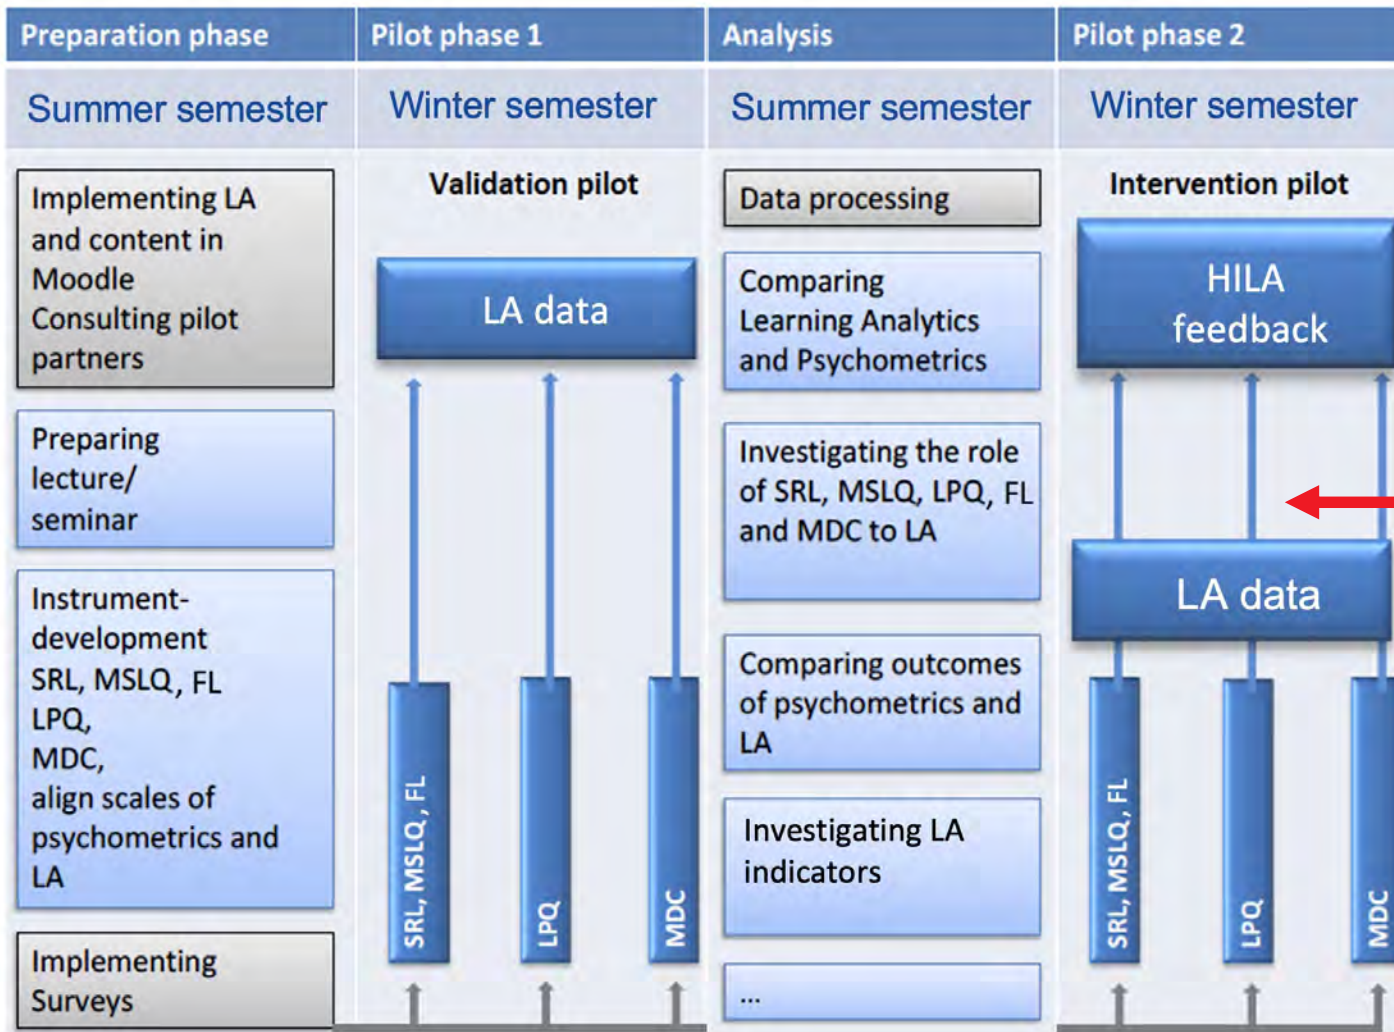 Preparation phase
Pilot phase 1
Analysis
Pilot phase 2
Summer semester
Winter semester
Summer semester
Winter semester
Implementing LA
and content in
Moodle
Consulting pilot
partners
Preparing
lecture/
seminar
Instrument-
development
SRL, MSLQ, FL
LPQ,
MDC,
align scales of
psychometrics and
LA
Implementing
Surveys
Validation pilot
LA data
SRL, MSLQ, FL
LPQ
MDC
Data processing
Comparing
Learning Analytics
and Psychometrics
Investigating the role
of SRL, MSLQ, LPQ, FL
and MDC to LA
Comparing outcomes
of psychometrics and
LA
Investigating LA
indicators
...
Intervention pilot
HILA
feedback
LA data
SRL, MSLQ, FL
LPQ
MDC